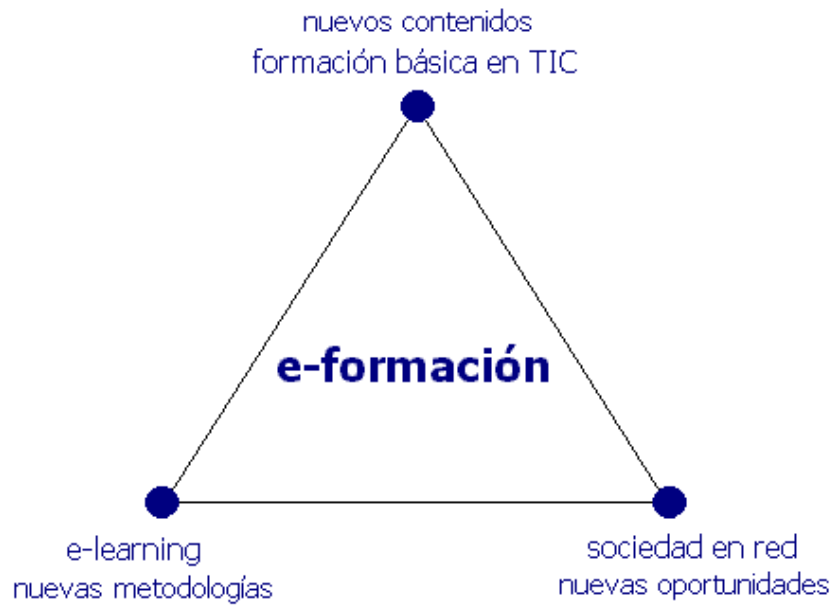 nuevos contenidos
formación básica en TIC
e-formación
e-learning
nuevas metodologías
sociedad en red
nuevas oportunidades